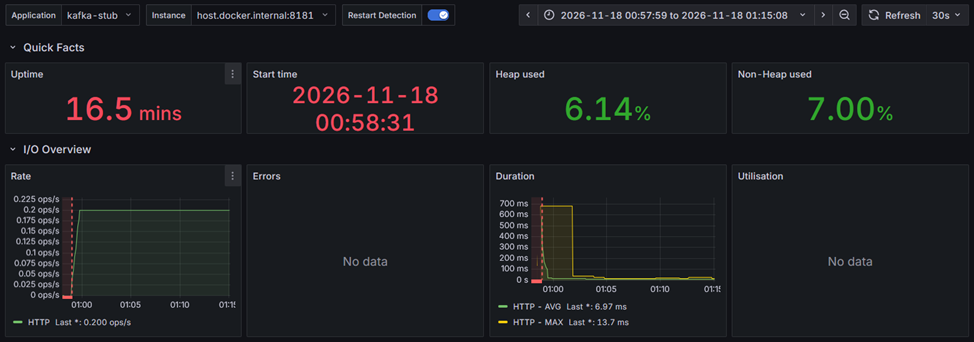 Application kafka-stub Instance host.docker.internal:8181 Restart Detection 2026-11-18 00:57:59 to 2026-11-18 01:15:08 Refresh 30s
Quick Facts
Uptime
16.5 mins
Start time
2026-11-18
00:58:31
Heap used
6.14%
Non-Heap used
7.00%
I/O Overview
Rate
0.225 ops/s
0.2 ops/s
0.175 ops/s
0.15 ops/s
0.125 ops/s
0.1 ops/s
0.075 ops/s
0.05 ops/s
0.025 ops/s
0 ops/s
01:00 01:05 01:10 01:15
HTTP Last *: 0.200 ops/s
Errors
No data
Duration
700 ms
600 ms
500 ms
400 ms
300 ms
200 ms
100 ms
0 s
01:00 01:05 01:10 01:15
HTTP - AVG Last *: 6.97 ms
HTTP - MAX Last *: 13.7 ms
Utilisation
No data